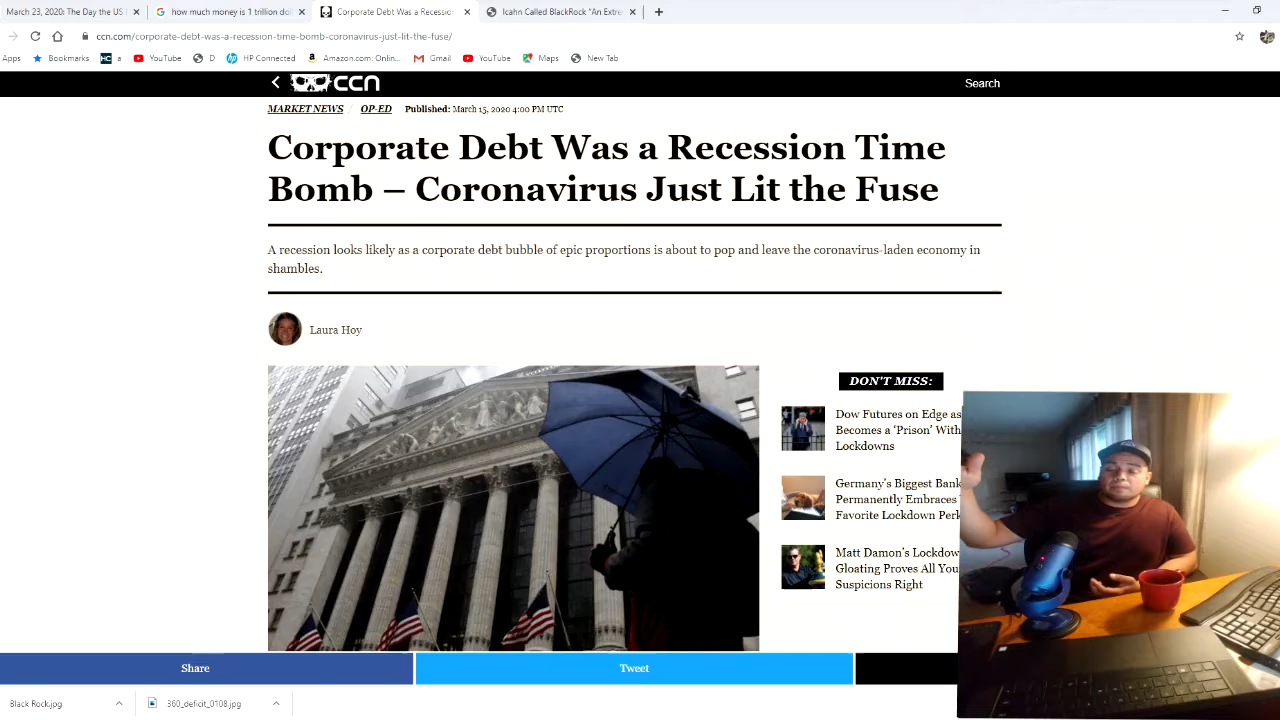 March 23, 2020: The Day the US
how much money is 1 trillion dol
Corporate Debt Was a Recession
Icahn Called BlackRock "An Extre
ccn.com/corporate-debt-was-a-recession-time-bomb-coronavirus-just-lit-the-fuse/
Apps
Bookmarks
HC a
YouTube
D
HP Connected
Amazon.com: Onlin...
Gmail
YouTube
Maps
New Tab
ccn
Search
MARKET NEWS / OP-ED Published: March 15, 2020 4:00 PM UTC
Corporate Debt Was a Recession Time
Bomb – Coronavirus Just Lit the Fuse
A recession looks likely as a corporate debt bubble of epic proportions is about to pop and leave the coronavirus-laden economy in
shambles.
Laura Hoy
DON'T MISS:
Dow Futures on Edge as
Becomes a 'Prison' With
Lockdowns
Germany's Biggest Bank
Permanently Embraces
Favorite Lockdown Perk
Matt Damon's Lockdow
Gloating Proves All You
Suspicions Right
Share
Tweet
Black Rock.jpg
360_deficit_0108.jpg